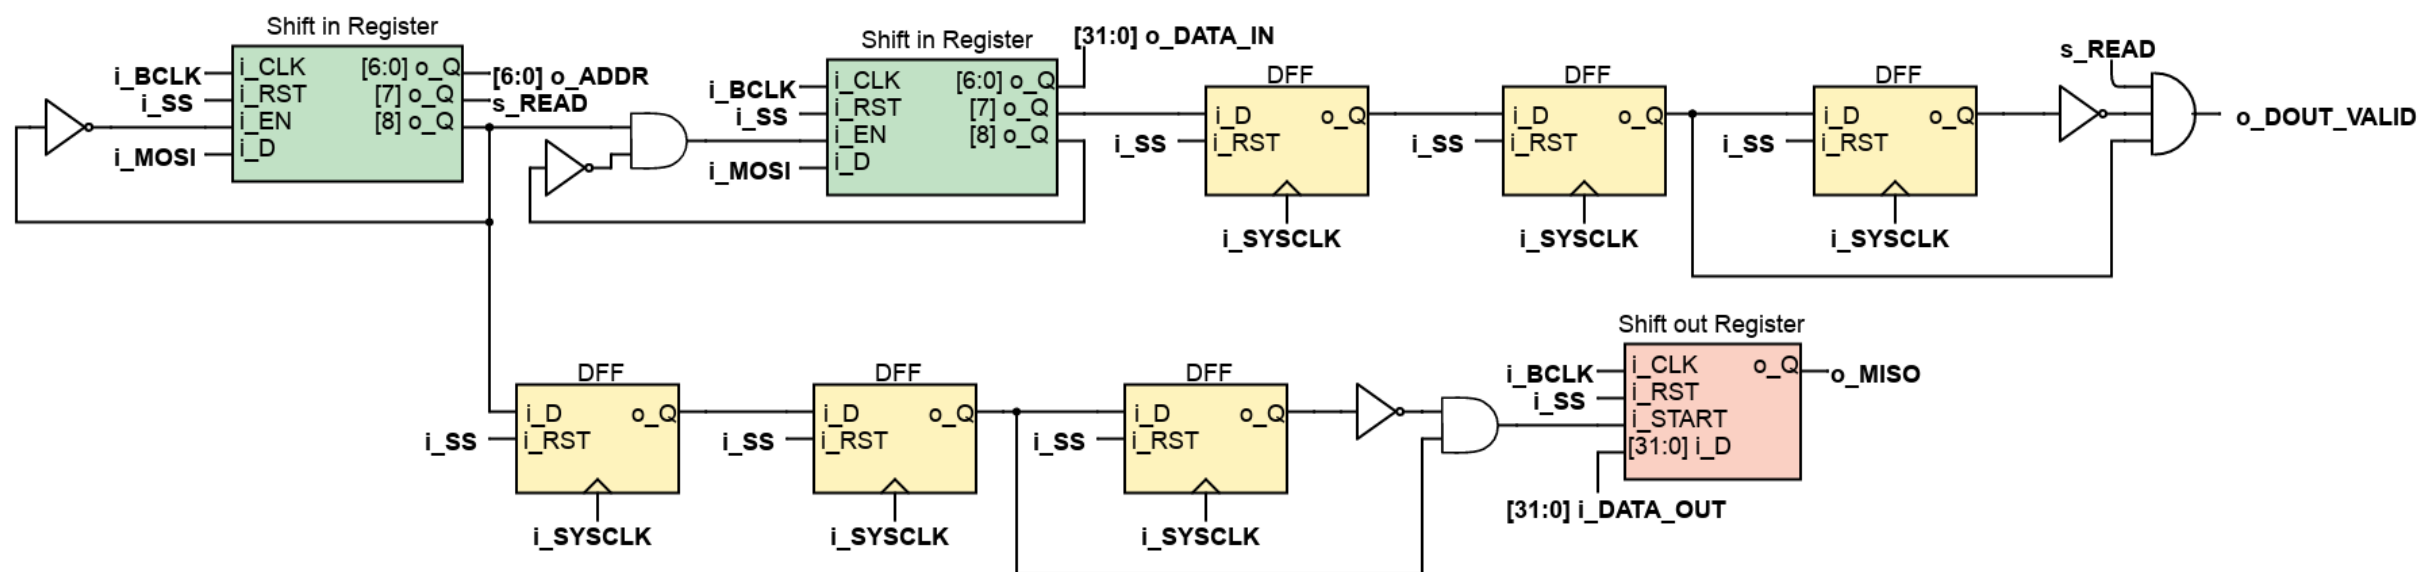 Shift in Register
i_BCLK
i_SS
i_MOSI
i_CLK
i_RST
i_EN
i_D
[6:0] o_Q
[7] o_Q
[8] o_Q
[6:0] o_ADDR
s_READ
Shift in Register
i_BCLK
i_SS
i_MOSI
i_CLK
i_RST
i_EN
i_D
[6:0] o_Q
[7] o_Q
[8] o_Q
[31:0] o_DATA_IN
DFF
i_D
i_RST
o_Q
i_SS
i_SYSCLK
DFF
i_D
i_RST
o_Q
i_SS
i_SYSCLK
DFF
i_D
i_RST
o_Q
i_SS
i_SYSCLK
s_READ
o_DOUT_VALID
DFF
i_D
i_RST
o_Q
i_SS
i_SYSCLK
DFF
i_D
i_RST
o_Q
i_SS
i_SYSCLK
DFF
i_D
i_RST
o_Q
i_SS
i_SYSCLK
Shift out Register
i_BCLK
i_SS
i_CLK
i_RST
i_START
[31:0] i_D
o_Q
o_MISO
[31:0] i_DATA_OUT